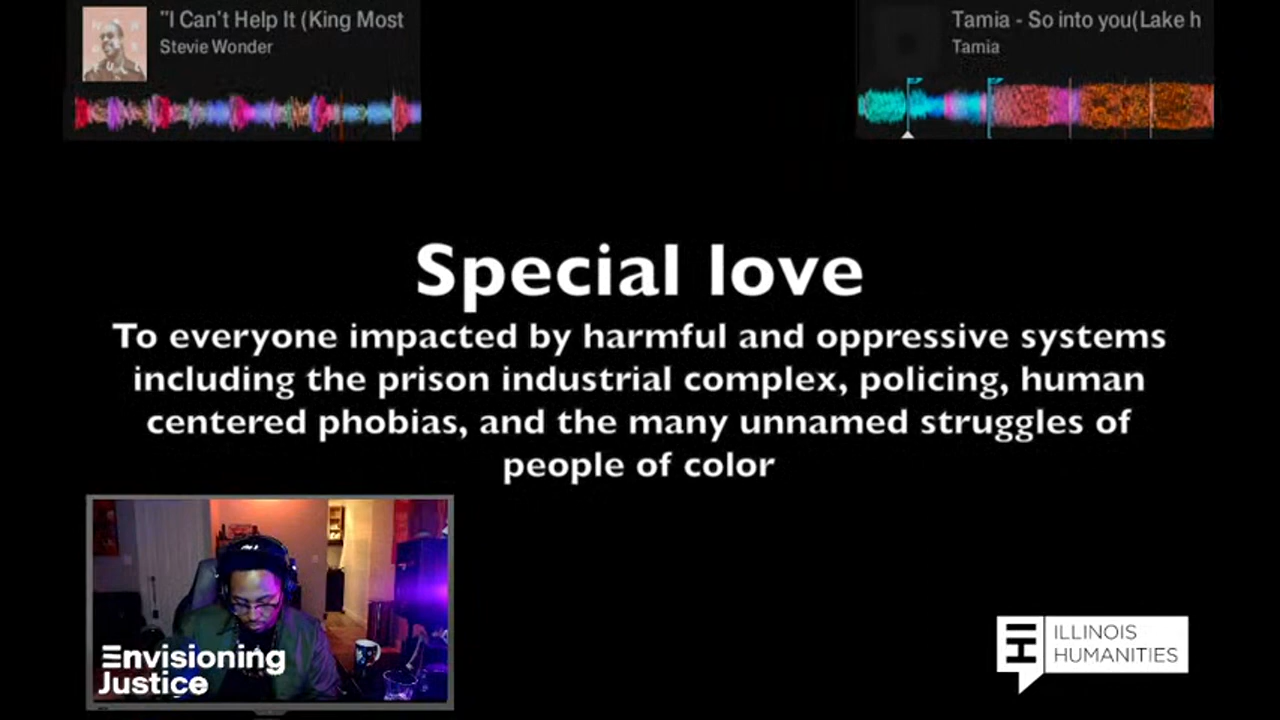 "I Can't Help It (King Most
Stevie Wonder
Tamia - So into you(Lake h
Tamia
Special love
To everyone impacted by harmful and oppressive systems
including the prison industrial complex, policing, human
centered phobias, and the many unnamed struggles of
people of color
Envisioning
Justice
ILLINOIS
HUMANITIES